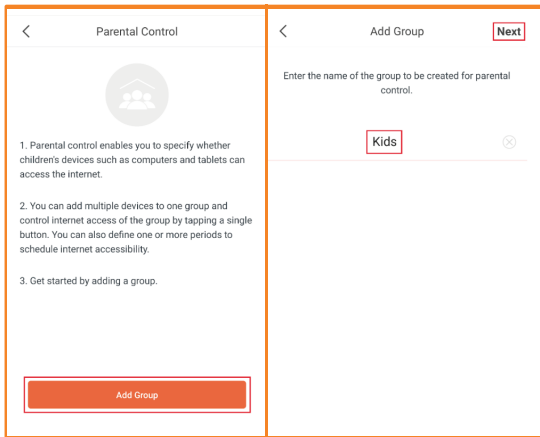 Parental Control
1. Parental control enables you to specify whether
children's devices such as computers and tablets can
access the internet.
2. You can add multiple devices to one group and
control internet access of the group by tapping a single
button. You can also define one or more periods to
schedule internet accessibility.
3. Get started by adding a group.
Add Group
Add Group
Next
Enter the name of the group to be created for parental
control.
Kids